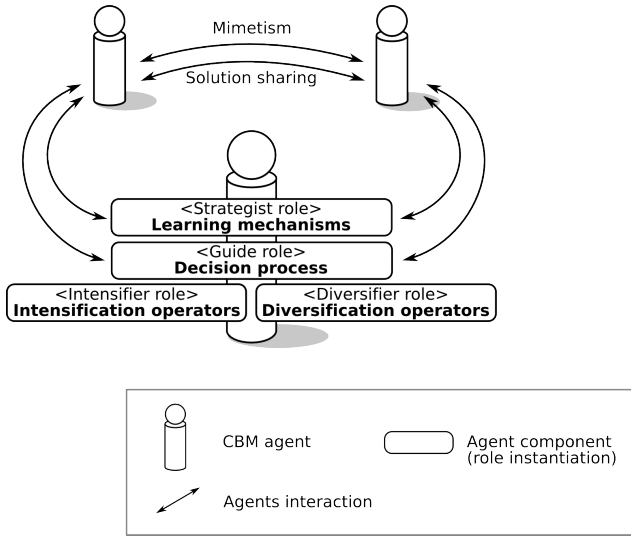 Mimetism
Solution sharing
<Strategist role>
Learning mechanisms
<Guide role>
Decision process
<Intensifier role>
Intensification operators
<Diversifier role>
Diversification operators
CBM agent
Agent component
(role instantiation)
Agents interaction